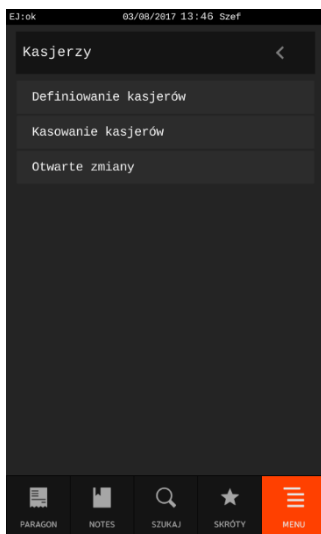 EJ:ok 03/08/2017 13:46 Szef
Kasjerzy
Definiowanie kasjerów
Kasowanie kasjerów
Otwarte zmiany
PARAGON NOTES SZUKAJ SKRÓTY MENU